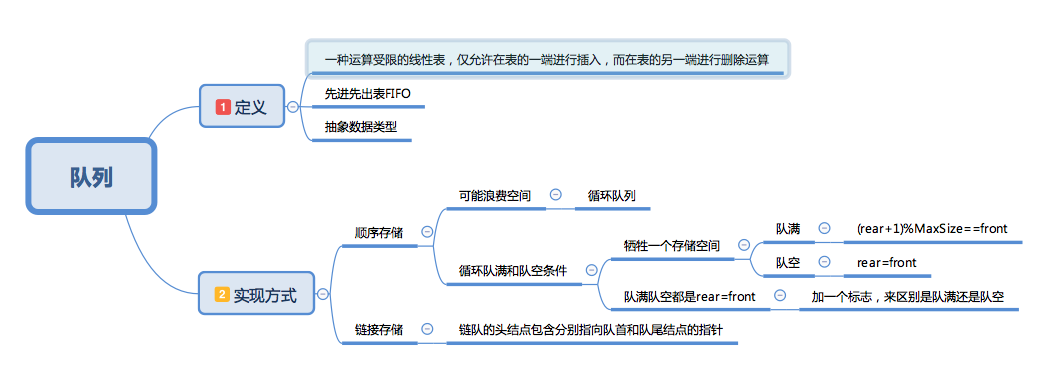 队列
1 定义
一种运算受限的线性表，仅允许在表的一端进行插入，而在表的另一端进行删除运算
先进先出表FIFO
抽象数据类型
2 实现方式
顺序存储
可能浪费空间
循环队列
循环队满和队空条件
牺牲一个存储空间
队满
(rear+1)%MaxSize==front
队空
rear=front
队满队空都是rear=front
加一个标志，来区别是队满还是队空
链接存储
链队的头结点包含分别指向队首和队尾结点的指针